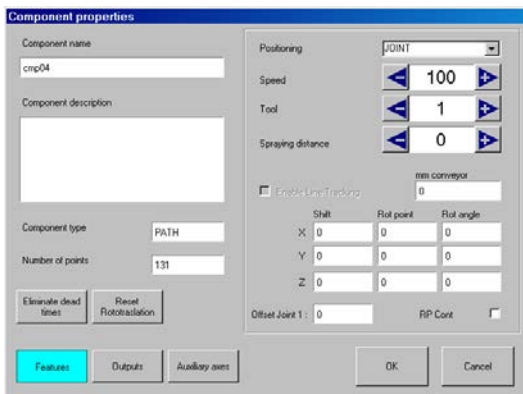 Component properties
Component name
cmp04
Component description
Component type
PATH
Number of points
131
Eliminate dead
times
Reset
Rototraslation
Features
Outputs
Auxiliary axes
Positioning
JOINT
Speed
100
Tool
1
Spraying distance
0
mm conveyor
Enable Line Tracking
0
Shift
Rot point
Rot angle
X 0 0 0
Y 0 0 0
Z 0 0 0
Offset Joint 1 : 0
RP Cont
OK
Cancel